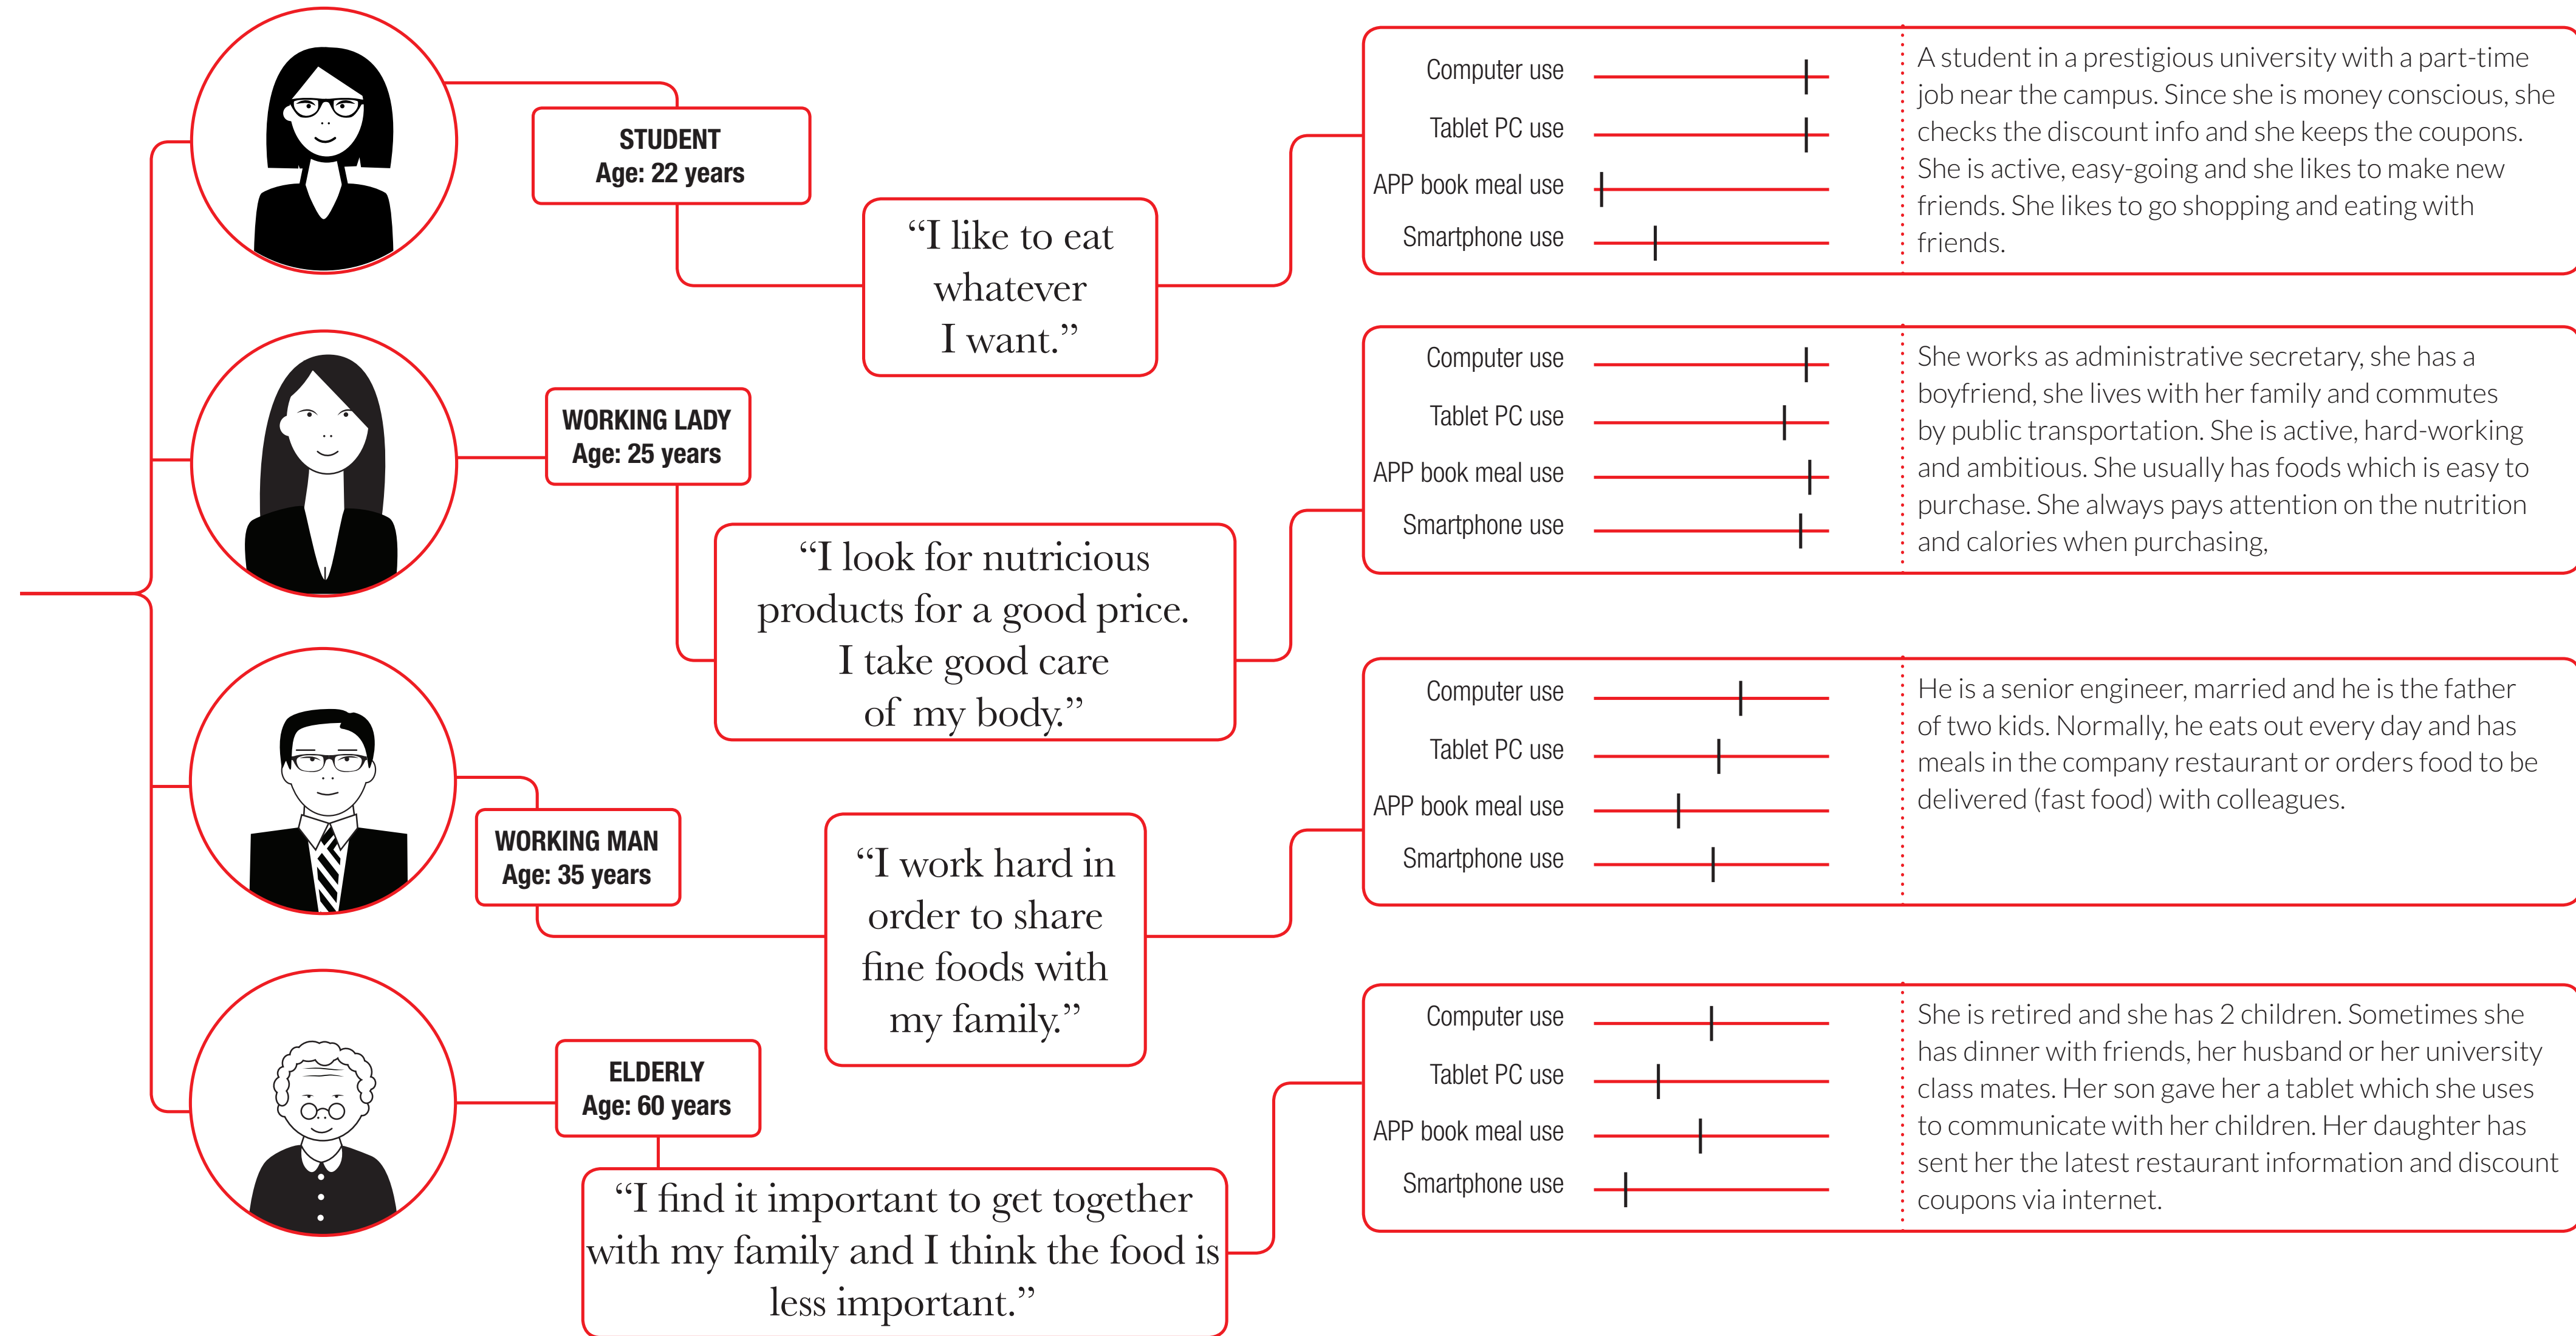 STUDENT
Age: 22 years
“I like to eat
whatever
I want.”
Computer use
Tablet PC use
APP book meal use
Smartphone use
A student in a prestigious university with a part-time
job near the campus. Since she is money conscious, she
checks the discount info and she keeps the coupons.
She is active, easy-going and she likes to make new
friends. She likes to go shopping and eating with
friends.
WORKING LADY
Age: 25 years
“I look for nutricious
products for a good price.
I take good care
of my body.”
Computer use
Tablet PC use
APP book meal use
Smartphone use
She works as administrative secretary, she has a
boyfriend, she lives with her family and commutes
by public transportation. She is active, hard-working
and ambitious. She usually has foods which is easy to
purchase. She always pays attention on the nutrition
and calories when purchasing,
WORKING MAN
Age: 35 years
“I work hard in
order to share
fine foods with
my family.”
Computer use
Tablet PC use
APP book meal use
Smartphone use
He is a senior engineer, married and he is the father
of two kids. Normally, he eats out every day and has
meals in the company restaurant or orders food to be
delivered (fast food) with colleagues.
ELDERLY
Age: 60 years
“I find it important to get together
with my family and I think the food is
less important.”
Computer use
Tablet PC use
APP book meal use
Smartphone use
She is retired and she has 2 children. Sometimes she
has dinner with friends, her husband or her university
class mates. Her son gave her a tablet which she uses
to communicate with her children. Her daughter has
sent her the latest restaurant information and discount
coupons via internet.